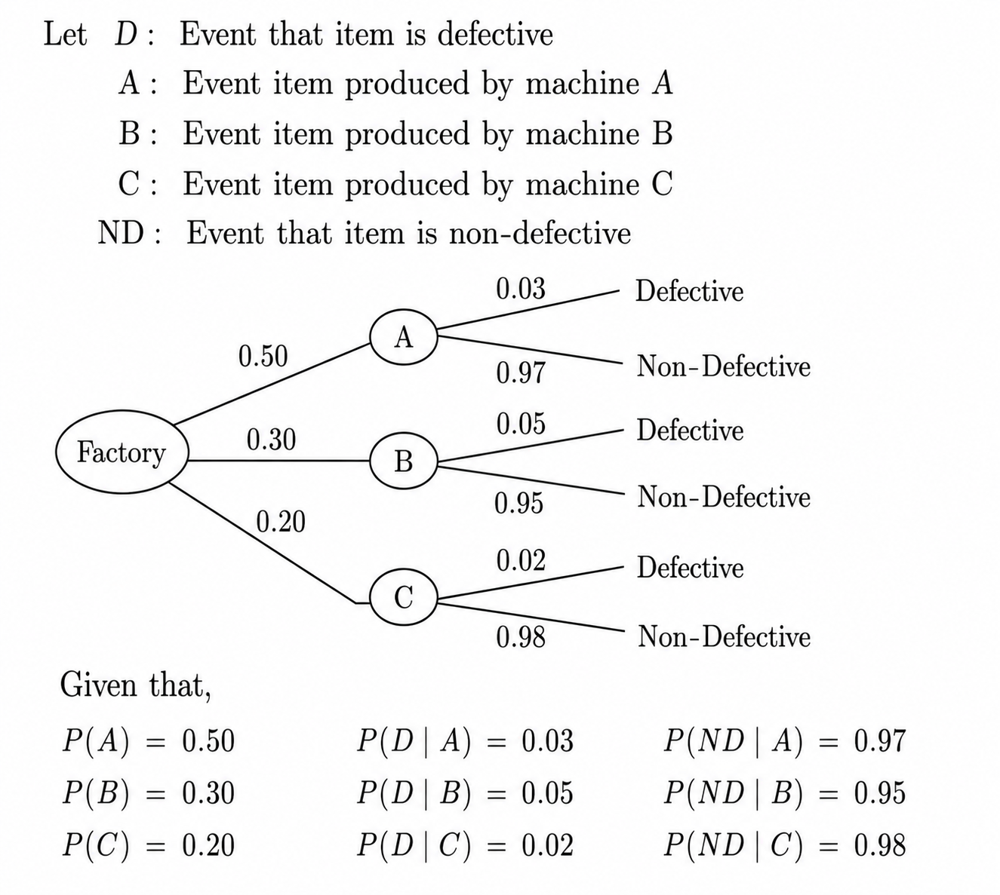 Let D : Event that item is defective
A : Event item produced by machine A
B : Event item produced by machine B
C : Event item produced by machine C
ND : Event that item is non-defective
0.03 Defective
A
0.50
0.97 Non-Defective
0.05 Defective
Factory 0.30 B
0.95 Non-Defective
0.20
0.02 Defective
C
0.98 Non-Defective
Given that,
P(A) = 0.50 P(D | A) = 0.03 P(ND | A) = 0.97
P(B) = 0.30 P(D | B) = 0.05 P(ND | B) = 0.95
P(C) = 0.20 P(D | C) = 0.02 P(ND | C) = 0.98